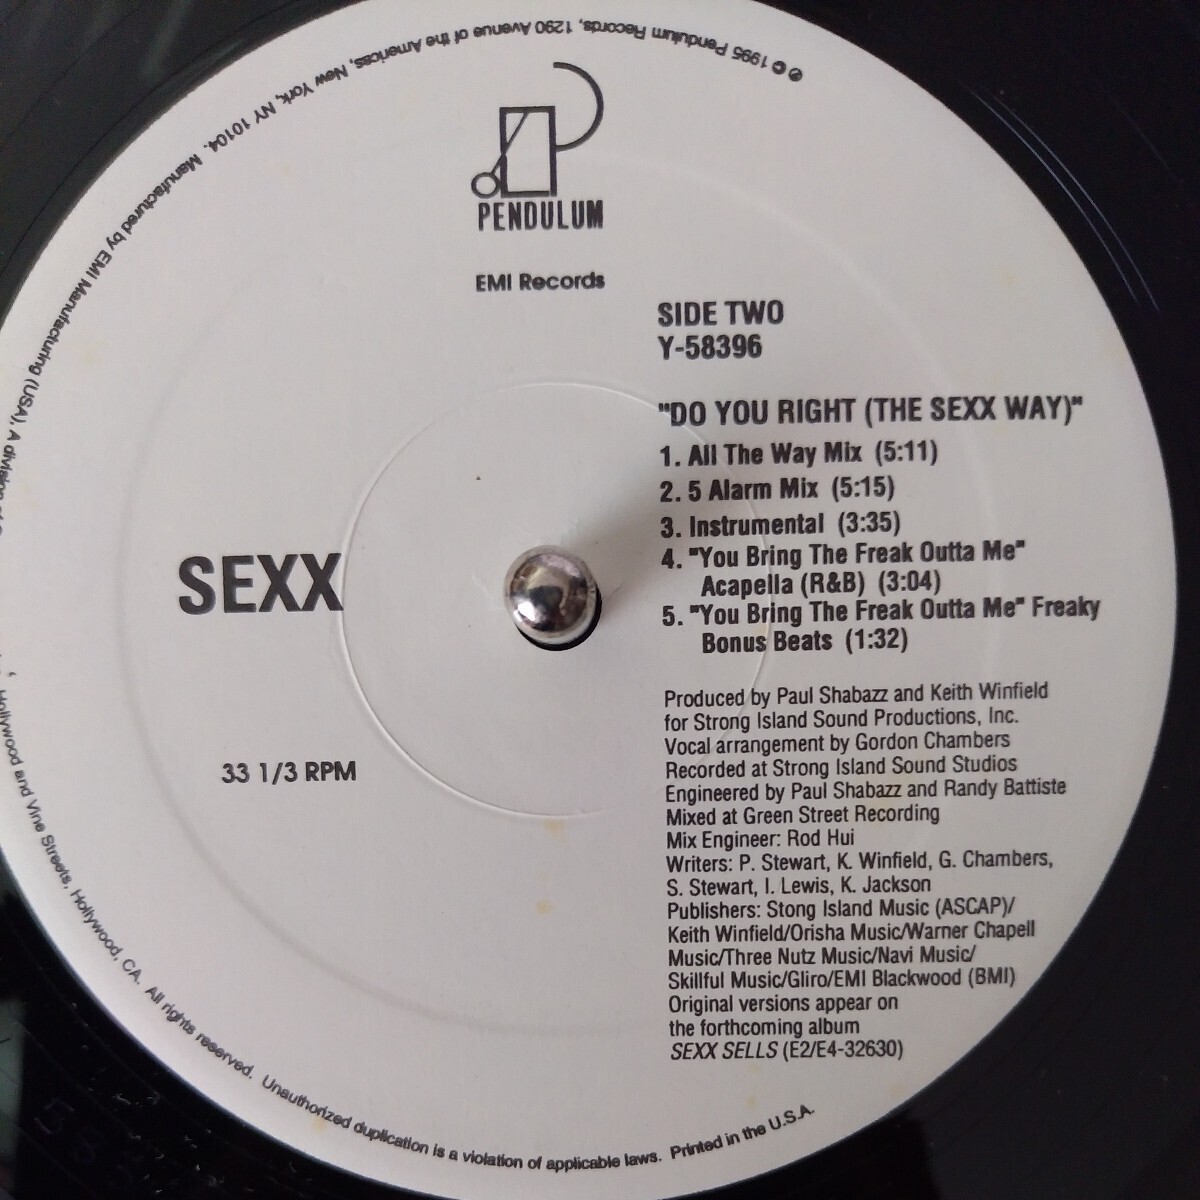 ℗ © 1995 Pendulum Records, 1290 Avenue of the Americas, New York, NY 10104. Manufactured by EMI Manufacturing (USA), A division of
Hollywood and Vine Streets, Hollywood, CA. All rights reserved. Unauthorized duplication is a violation of applicable laws. Printed in the U.S.A.
PENDULUM
EMI Records
SIDE TWO
Y-58396
SEXX
33 1/3 RPM
"DO YOU RIGHT (THE SEXX WAY)"
1. All The Way Mix (5:11)
2. 5 Alarm Mix (5:15)
3. Instrumental (3:35)
4. "You Bring The Freak Outta Me"
Acapella (R&B) (3:04)
5. "You Bring The Freak Outta Me" Freaky
Bonus Beats (1:32)
Produced by Paul Shabazz and Keith Winfield
for Strong Island Sound Productions, Inc.
Vocal arrangement by Gordon Chambers
Recorded at Strong Island Sound Studios
Engineered by Paul Shabazz and Randy Battiste
Mixed at Green Street Recording
Mix Engineer: Rod Hui
Writers: P. Stewart, K. Winfield, G. Chambers,
S. Stewart, I. Lewis, K. Jackson
Publishers: Stong Island Music (ASCAP)/
Keith Winfield/Orisha Music/Warner Chapell
Music/Three Nutz Music/Navi Music/
Skillful Music/Gliro/EMI Blackwood (BMI)
Original versions appear on
the forthcoming album
SEXX SELLS (E2/E4-32630)